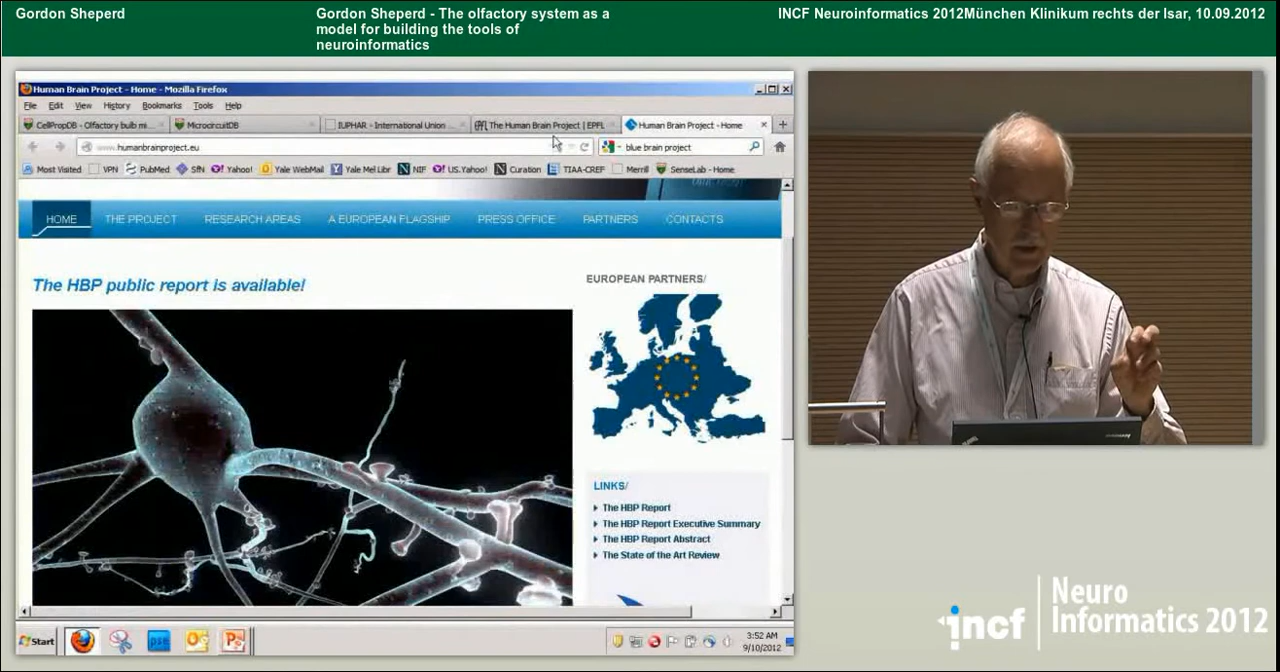 Gordon Sheperd
Gordon Sheperd - The olfactory system as a
model for building the tools of
neuroinformatics
INCF Neuroinformatics 2012München Klinikum rechts der Isar, 10.09.2012
Human Brain Project - Home - Mozilla Firefox
File Edit View History Bookmarks Tools Help
CellPropDB - Olfactory bulb mi...
MicrocircuitDB
IUPHAR - International Union ...
The Human Brain Project | EPFL
Human Brain Project - Home
www.humanbrainproject.eu
blue brain project
Most Visited VPN PubMed SfN Yahoo! Yale WebMail Yale Mel Libr NIF US.Yahoo! Curation TIAA-CREF Merrill SenseLab - Home
HOME THE PROJECT RESEARCH AREAS A EUROPEAN FLAGSHIP PRESS OFFICE PARTNERS CONTACTS
The HBP public report is available!
EUROPEAN PARTNERS/
LINKS/
The HBP Report
The HBP Report Executive Summary
The HBP Report Abstract
The State of the Art Review
Start
3:52 AM
9/10/2012
incf
Neuro
Informatics 2012